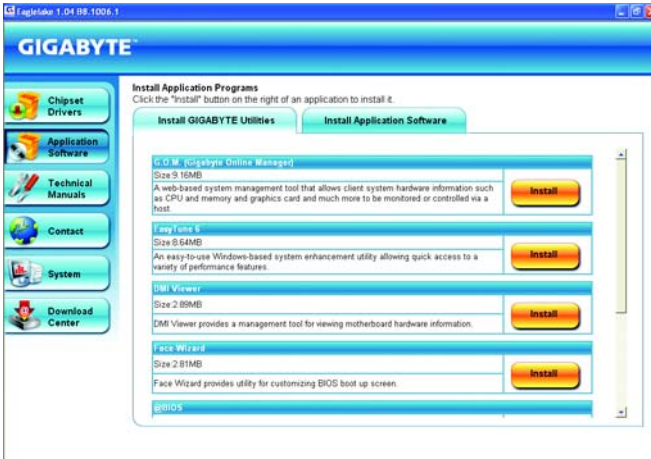 Eaglelake 1.04 B8.1006.1
GIGABYTE™
Chipset
Drivers
Application
Software
Technical
Manuals
Contact
System
Download
Center
Install Application Programs
Click the "Install" button on the right of an application to install it.
Install GIGABYTE Utilities
Install Application Software
G.O.M. (Gigabyte Online Manager)
Size:9.16MB
A web-based system management tool that allows client system hardware information such
as CPU and memory and graphics card and much more to be monitored or controlled via a
host.
Install
EasyTune 6
Size:8.64MB
An easy-to-use Windows-based system enhancement utility allowing quick access to a
variety of performance features.
Install
DMI Viewer
Size:2.89MB
DMI Viewer provides a management tool for viewing motherboard hardware information.
Install
Face Wizard
Size:2.81MB
Face Wizard provides utility for customizing BIOS boot up screen.
Install
@BIOS